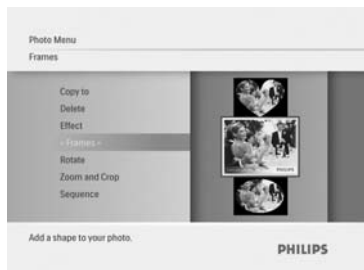 Photo Menu
Frames
Copy to
Delete
Effect
- Frames -
Rotate
Zoom and Crop
Sequence
PHILIPS
Add a shape to your photo.
PHILIPS